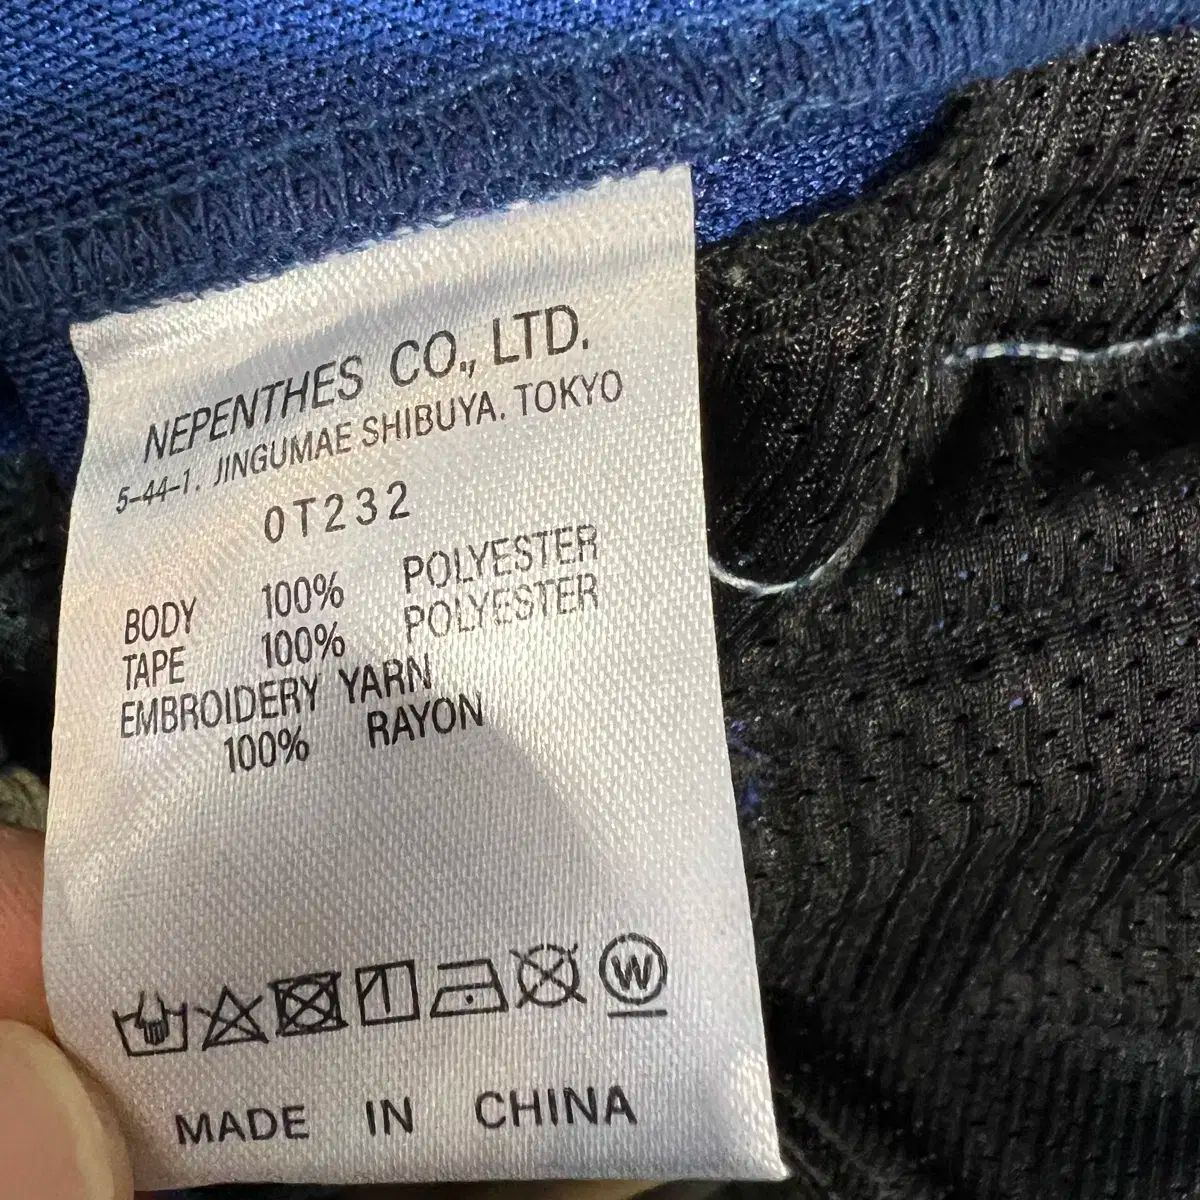 NEPENTHES CO., LTD.
5-44-1. JINGUMAE SHIBUYA. TOKYO
OT232
BODY 100% POLYESTER
TAPE 100% POLYESTER
EMBROIDERY YARN
100% RAYON
W
MADE IN CHINA